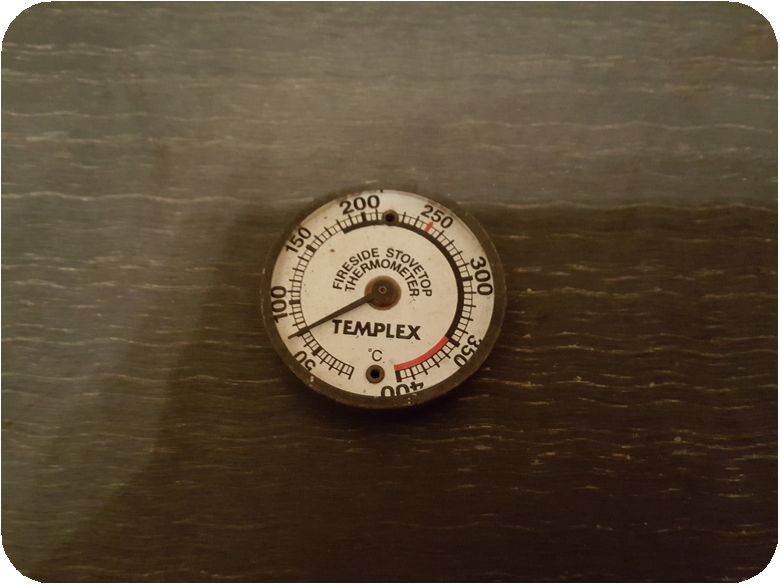 50
100
150
200
250
300
350
400
FIRESIDE STOVETOP
THERMOMETER
TEMPLEX
°C